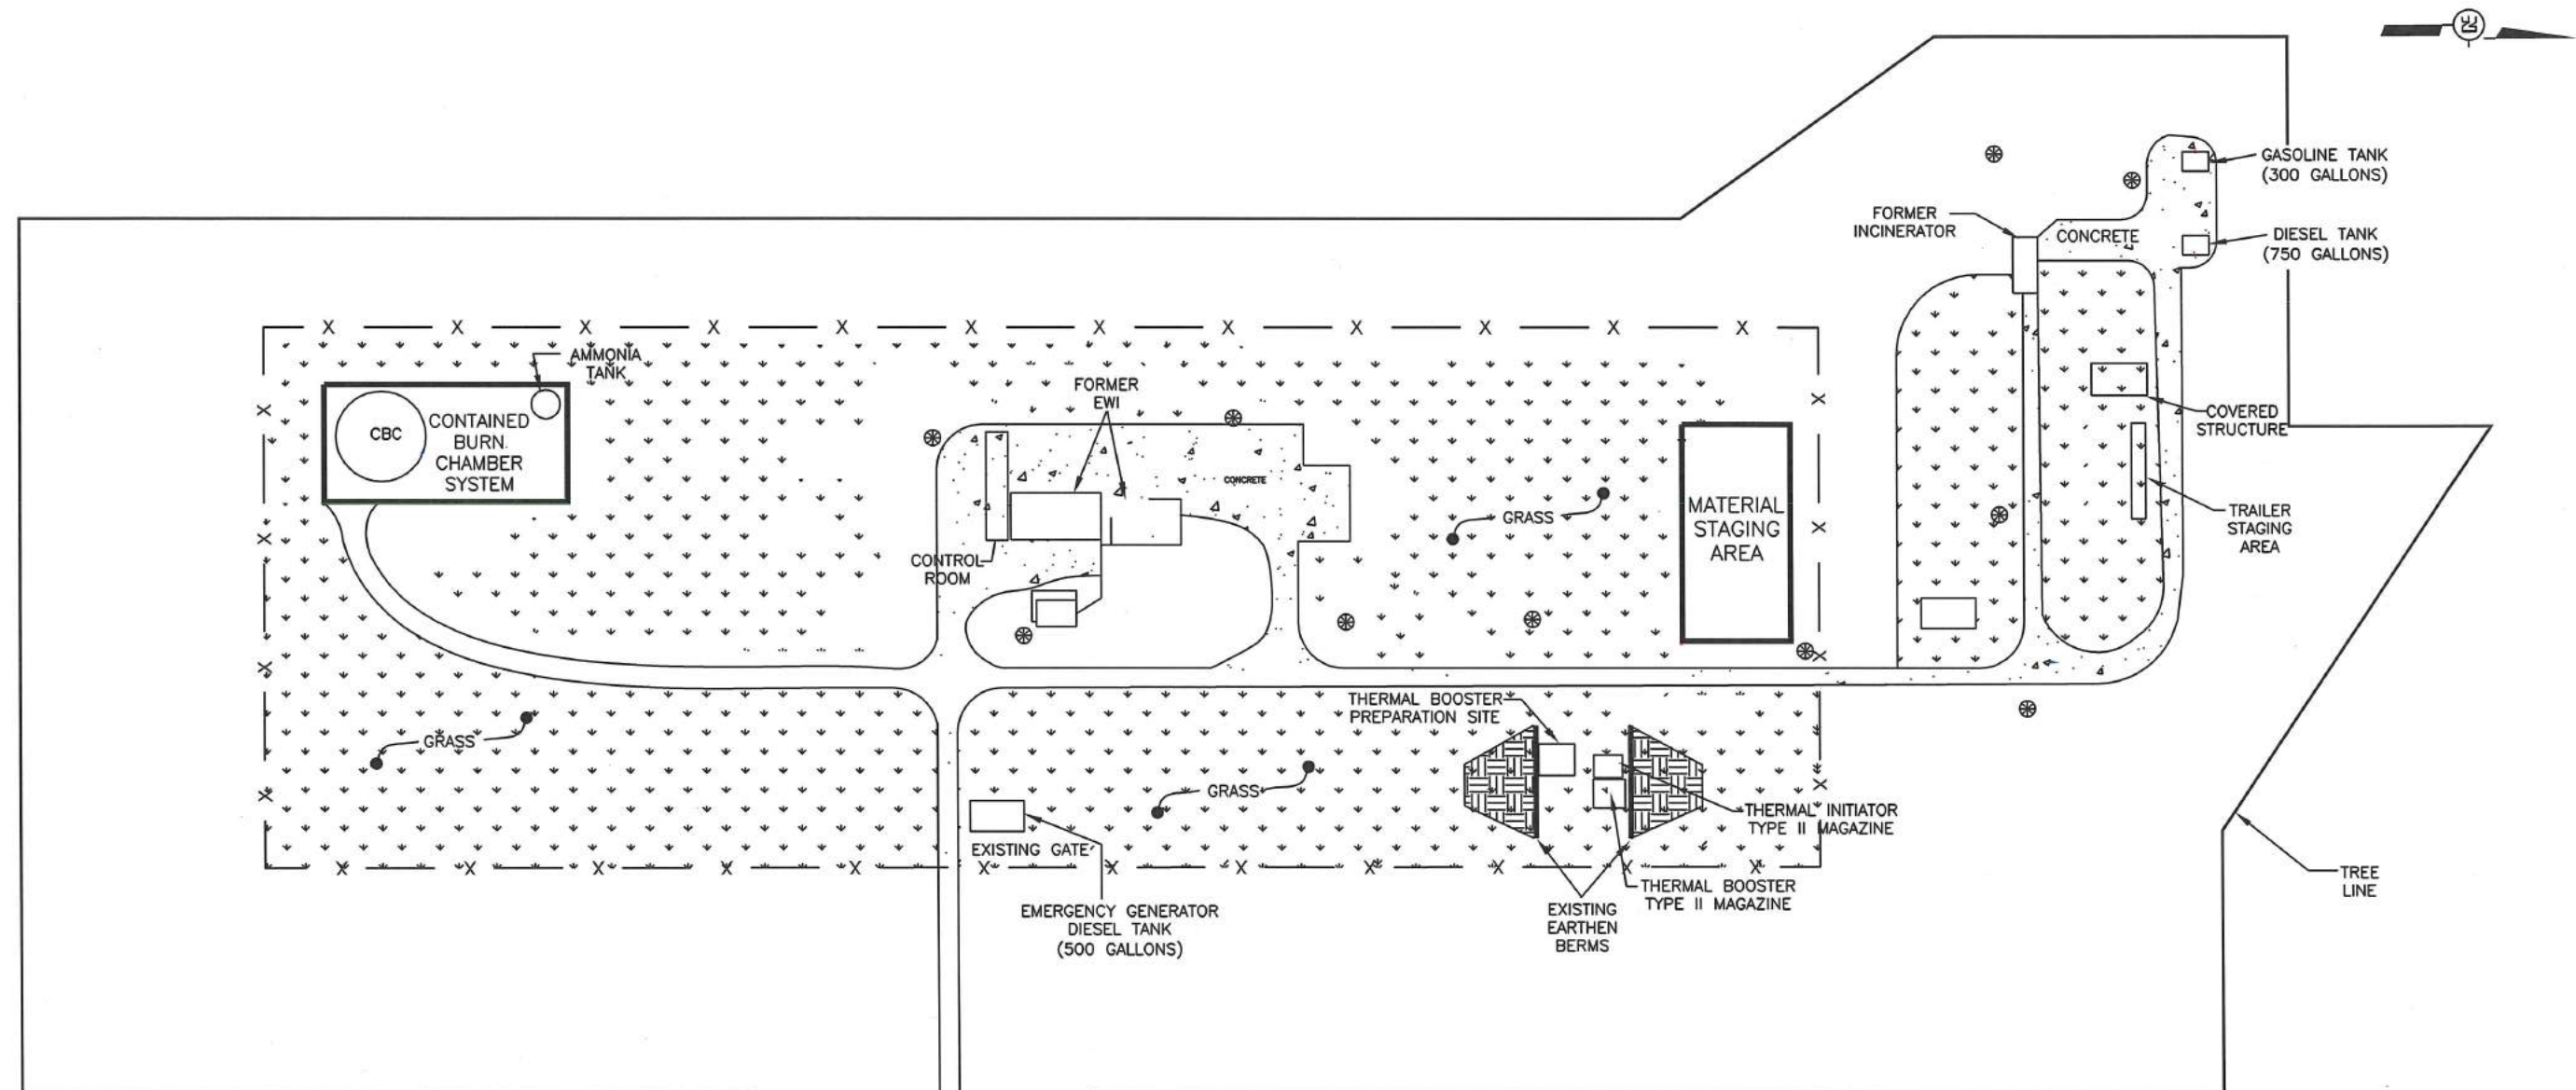 GASOLINE TANK
(300 GALLONS)
FORMER
INCINERATOR
CONCRETE
DIESEL TANK
(750 GALLONS)
AMMONIA
TANK
CBC
CONTAINED
BURN
CHAMBER
SYSTEM
FORMER
EWI
CONCRETE
CONTROL
ROOM
GRASS
MATERIAL
STAGING
AREA
COVERED
STRUCTURE
TRAILER
STAGING
AREA
THERMAL BOOSTER
PREPARATION SITE
GRASS
GRASS
EXISTING GATE
EMERGENCY GENERATOR
DIESEL TANK
(500 GALLONS)
THERMAL INITIATOR
TYPE II MAGAZINE
THERMAL BOOSTER
TYPE II MAGAZINE
EXISTING
EARTHEN
BERMS
TREE
LINE